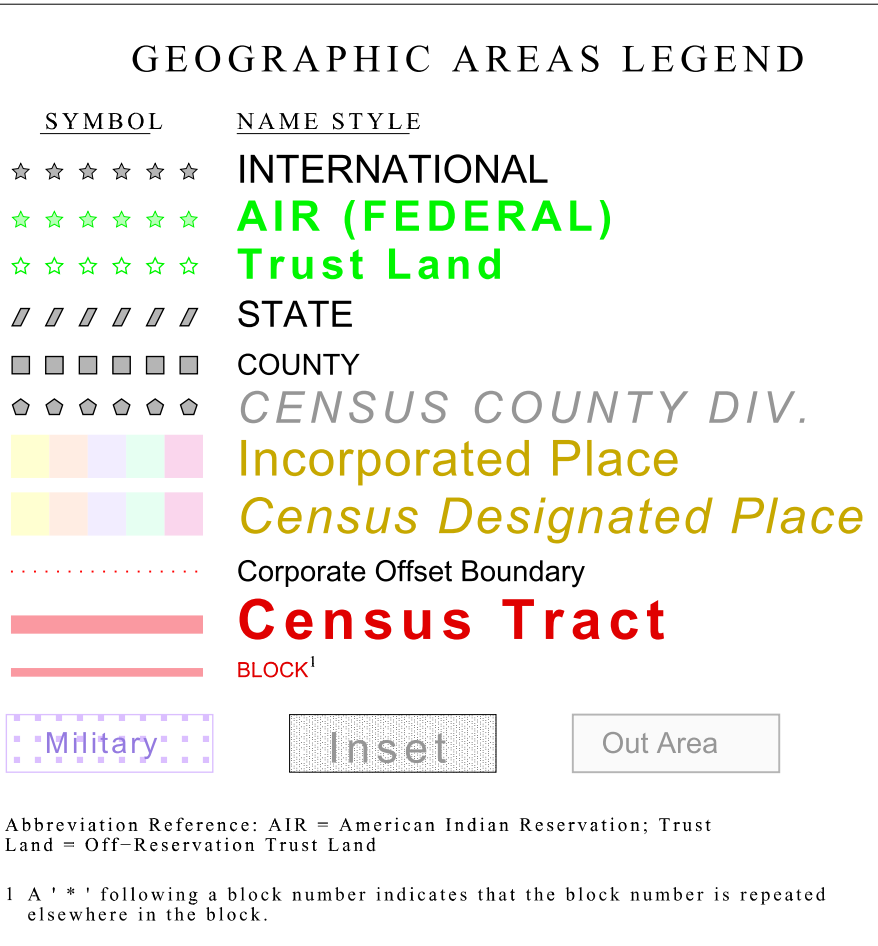 GEOGRAPHIC AREAS LEGEND
SYMBOL NAME STYLE
INTERNATIONAL
AIR (FEDERAL)
Trust Land
STATE
COUNTY
CENSUS COUNTY DIV.
Incorporated Place
Census Designated Place
Corporate Offset Boundary
Census Tract
BLOCK¹
Military Inset Out Area
Abbreviation Reference: AIR = American Indian Reservation; Trust
Land = Off−Reservation Trust Land
1 A ' * ' following a block number indicates that the block number is repeated
elsewhere in the block.